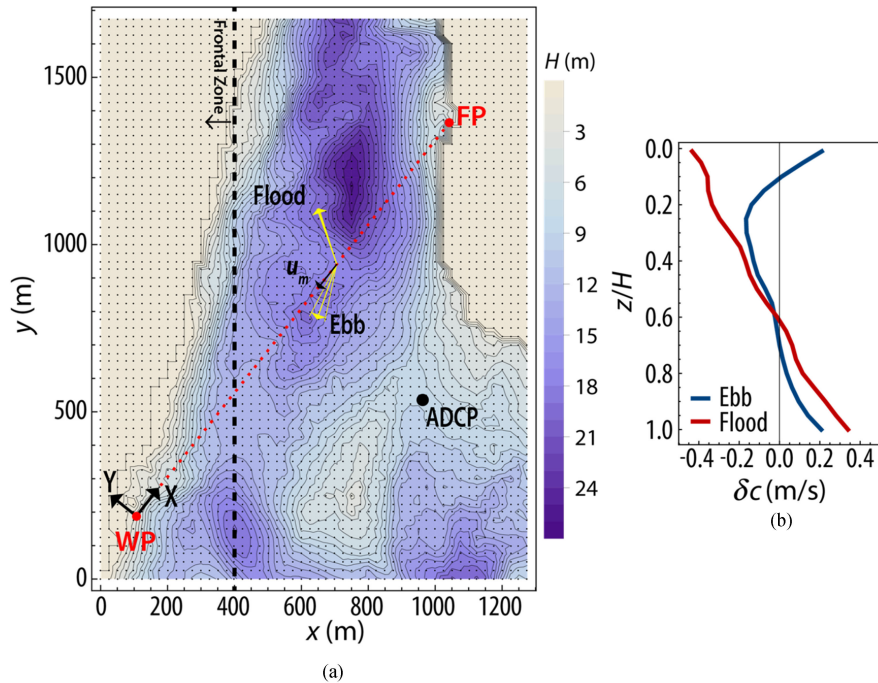 Frontal Zone
FP
Flood
u_m
Ebb
ADCP
Y
X
WP
1500
1000
500
0
y (m)
0 200 400 600 800 1000 1200
x (m)
H (m)
3
6
9
12
15
18
21
24
0.0
0.2
0.4
0.6
0.8
1.0
z/H
Ebb
Flood
-0.4 -0.2 0.0 0.2 0.4
δc (m/s)
(b)
(a)